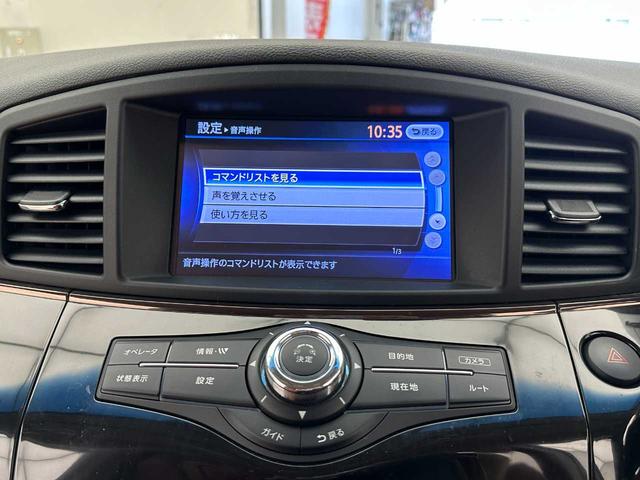 設定▶音声操作 10:35 戻る
コマンドリストを見る
声を覚えさせる
使い方を見る
1/3
音声操作のコマンドリストが表示できます
オペレータ 情報・ 決定 目的地 カメラ
状態表示 設定 現在地 ルート
ガイド 戻る